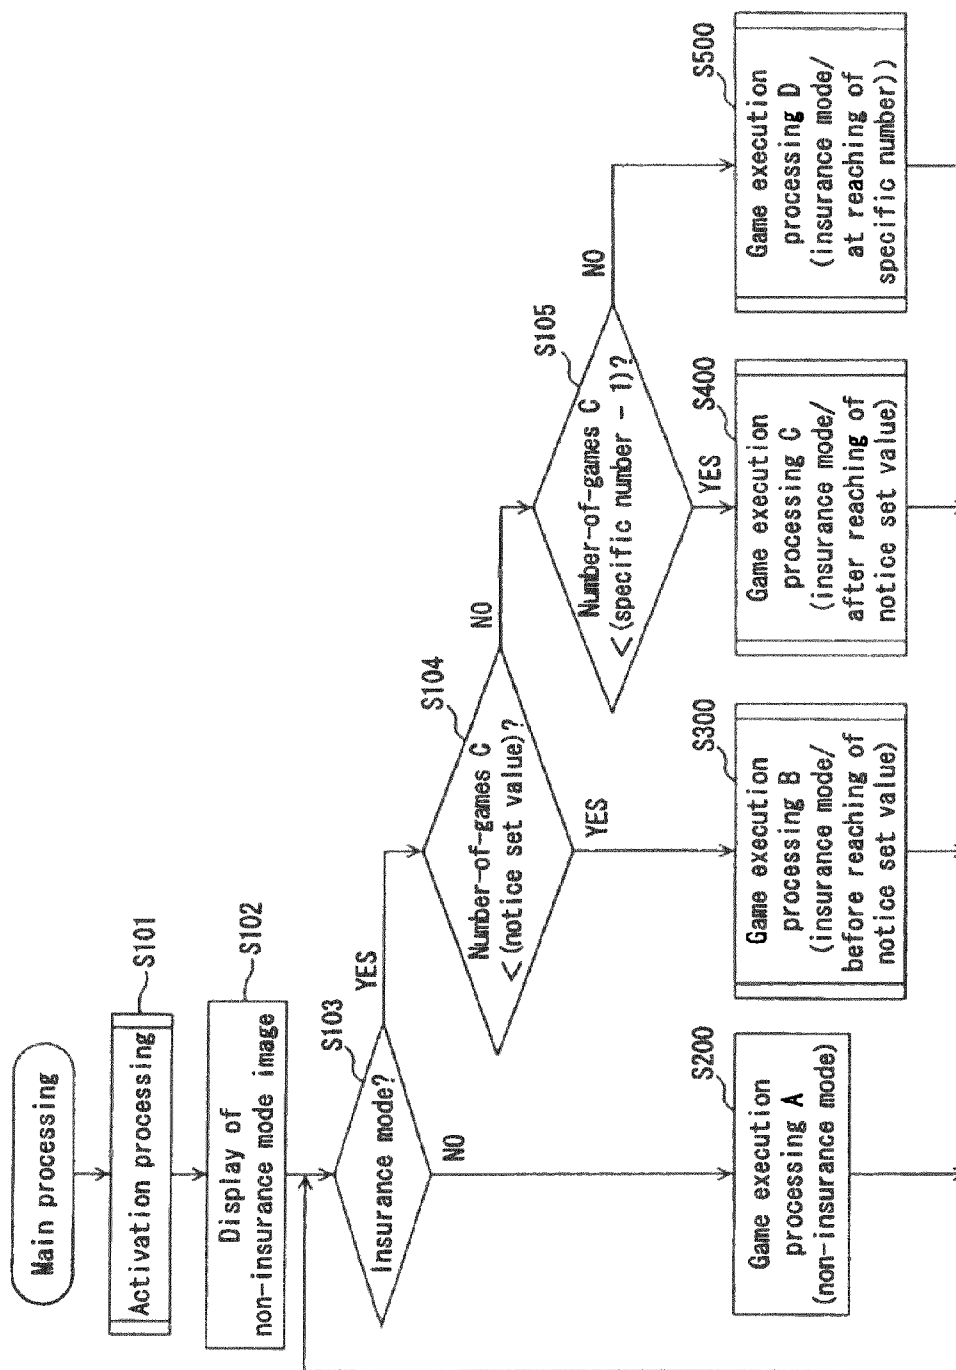 Main processing
S101
Activation processing
S102
Display of
non-insurance mode image
S103
Insurance mode?
YES
NO
S104
Number-of-games C
<(notice set value)?
NO
YES
S105
Number-of-games C
<(specific number - 1)?
NO
YES
S200
Game execution
processing A
(non-insurance mode)
S300
Game execution
processing B
(insurance mode/
before reaching of
notice set value)
S400
Game execution
processing C
(insurance mode/
after reaching of
notice set value)
S500
Game execution
processing D
(insurance mode/
at reaching of
specific number))